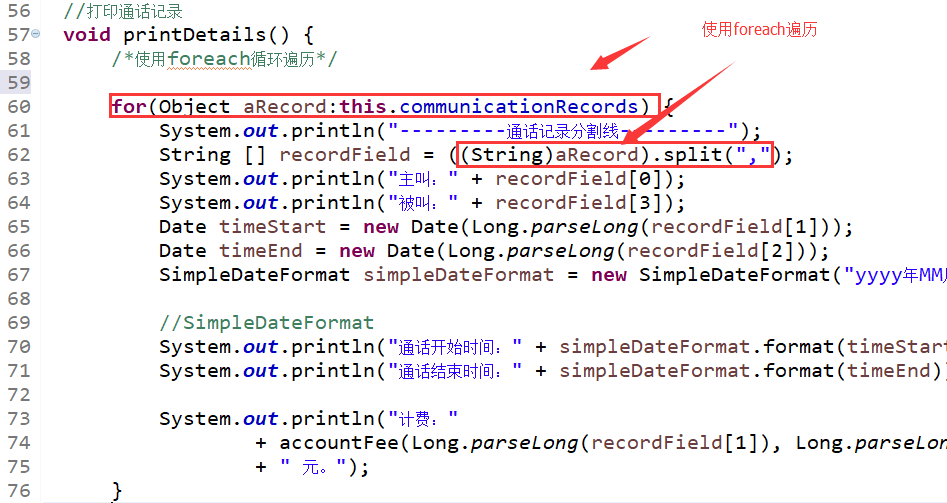 使用foreach遍历
56 //打印通话记录
57 void printDetails() {
58 /*使用foreach循环遍历*/
59
60 for(Object aRecord:this.communicationRecords) {
61 System.out.println("---------通话记录分割线---------");
62 String [] recordField = ((String)aRecord).split(",");
63 System.out.println("主叫:" + recordField[0]);
64 System.out.println("被叫:" + recordField[3]);
65 Date timeStart = new Date(Long.parseLong(recordField[1]));
66 Date timeEnd = new Date(Long.parseLong(recordField[2]));
67 SimpleDateFormat simpleDateFormat = new SimpleDateFormat("yyyy年MM
68
69 //SimpleDateFormat
70 System.out.println("通话开始时间:" + simpleDateFormat.format(timeStart
71 System.out.println("通话结束时间:" + simpleDateFormat.format(timeEnd)
72
73 System.out.println("计费:"
74 + accountFee(Long.parseLong(recordField[1]), Long.parseLon
75 + " 元。");
76 }